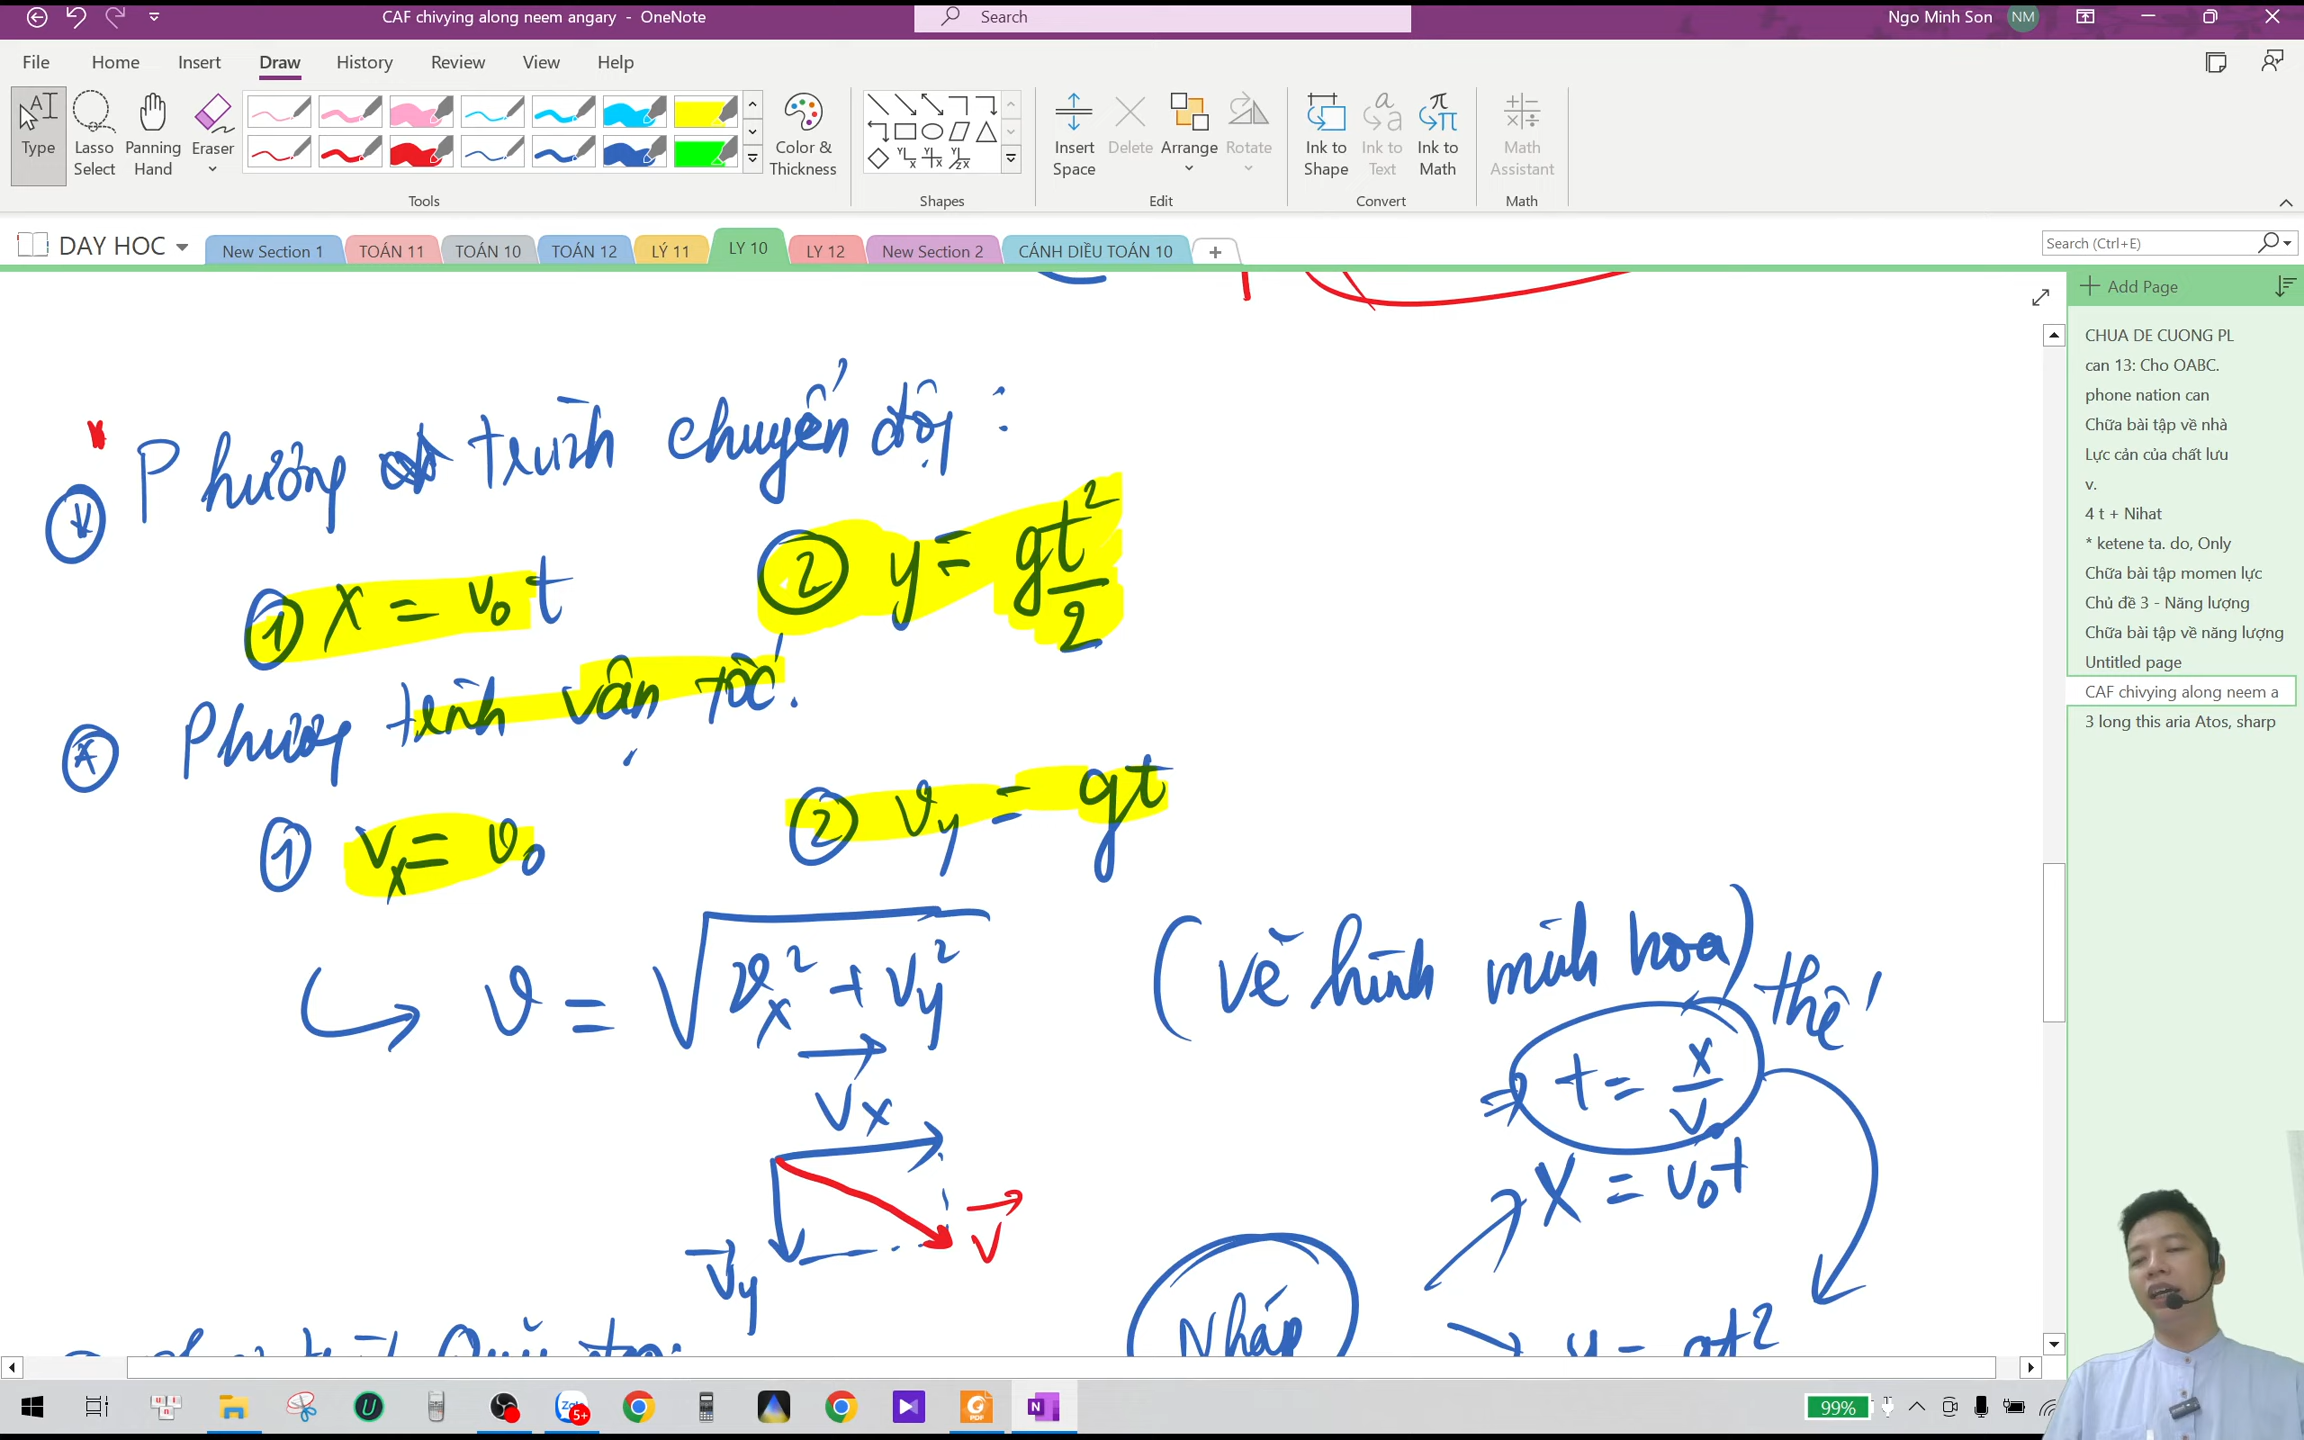 CAF chivying along neem angary - OneNote
Search
Ngo Minh Son NM
File Home Insert Draw History Review View Help
Type
Lasso Select
Panning Hand
Eraser
Color & Thickness
Insert Space
Delete
Arrange
Rotate
Ink to Shape
Ink to Text
Ink to Math
Math Assistant
Tools Shapes Edit Convert Math
DAY HOC New Section 1 TOÁN 11 TOÁN 10 TOÁN 12 LÝ 11 LY 10 LY 12 New Section 2 CÁNH DIỀU TOÁN 10 +
Search (Ctrl+E)
Add Page
CHUA DE CUONG PL
can 13: Cho OABC.
phone nation can
Chữa bài tập về nhà
Lực cản của chất lưu
v.
4 t + Nihat
* ketene ta. do, Only
Chữa bài tập momen lực
Chủ đề 3 - Năng lượng
Chữa bài tập về năng lượng
Untitled page
CAF chivying along neem a
3 long this aria Atos, sharp
Phương trình chuyển động :
① x = v₀ t
② y = gt²/2
Phương trình vận tốc.
① vₓ = v₀
② v_y = gt
↪ v = √(vₓ² + v_y²)
(vẽ hình minh hoạ)
thế
⇒ t = x/v₀
x = v₀t
vₓ
v
v_y
Nháp
y = gt²
Quỹ đạo:
99%